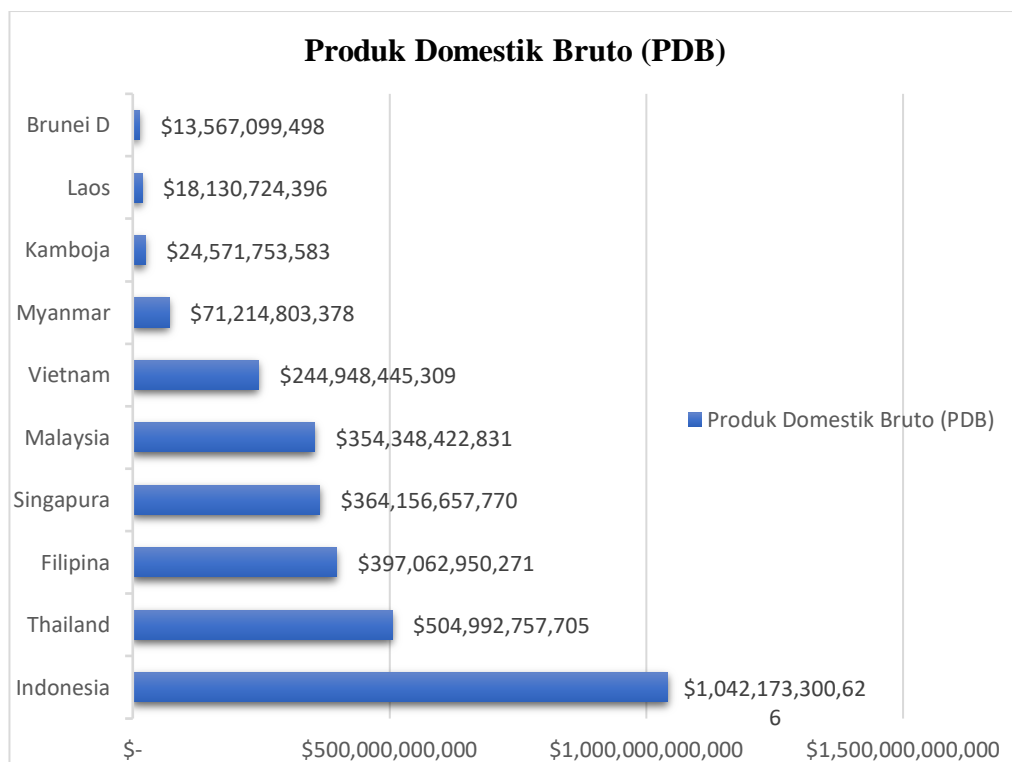 Produk Domestik Bruto (PDB)
Brunei D
$13,567,099,498
Laos
$18,130,724,396
Kamboja
$24,571,753,583
Myanmar
$71,214,803,378
Vietnam
$244,948,445,309
Malaysia
$354,348,422,831
Produk Domestik Bruto (PDB)
Singapura
$364,156,657,770
Filipina
$397,062,950,271
Thailand
$504,992,757,705
Indonesia
$1,042,173,300,62
6
$-
$500,000,000,000
$1,000,000,000,000
$1,500,000,000,000